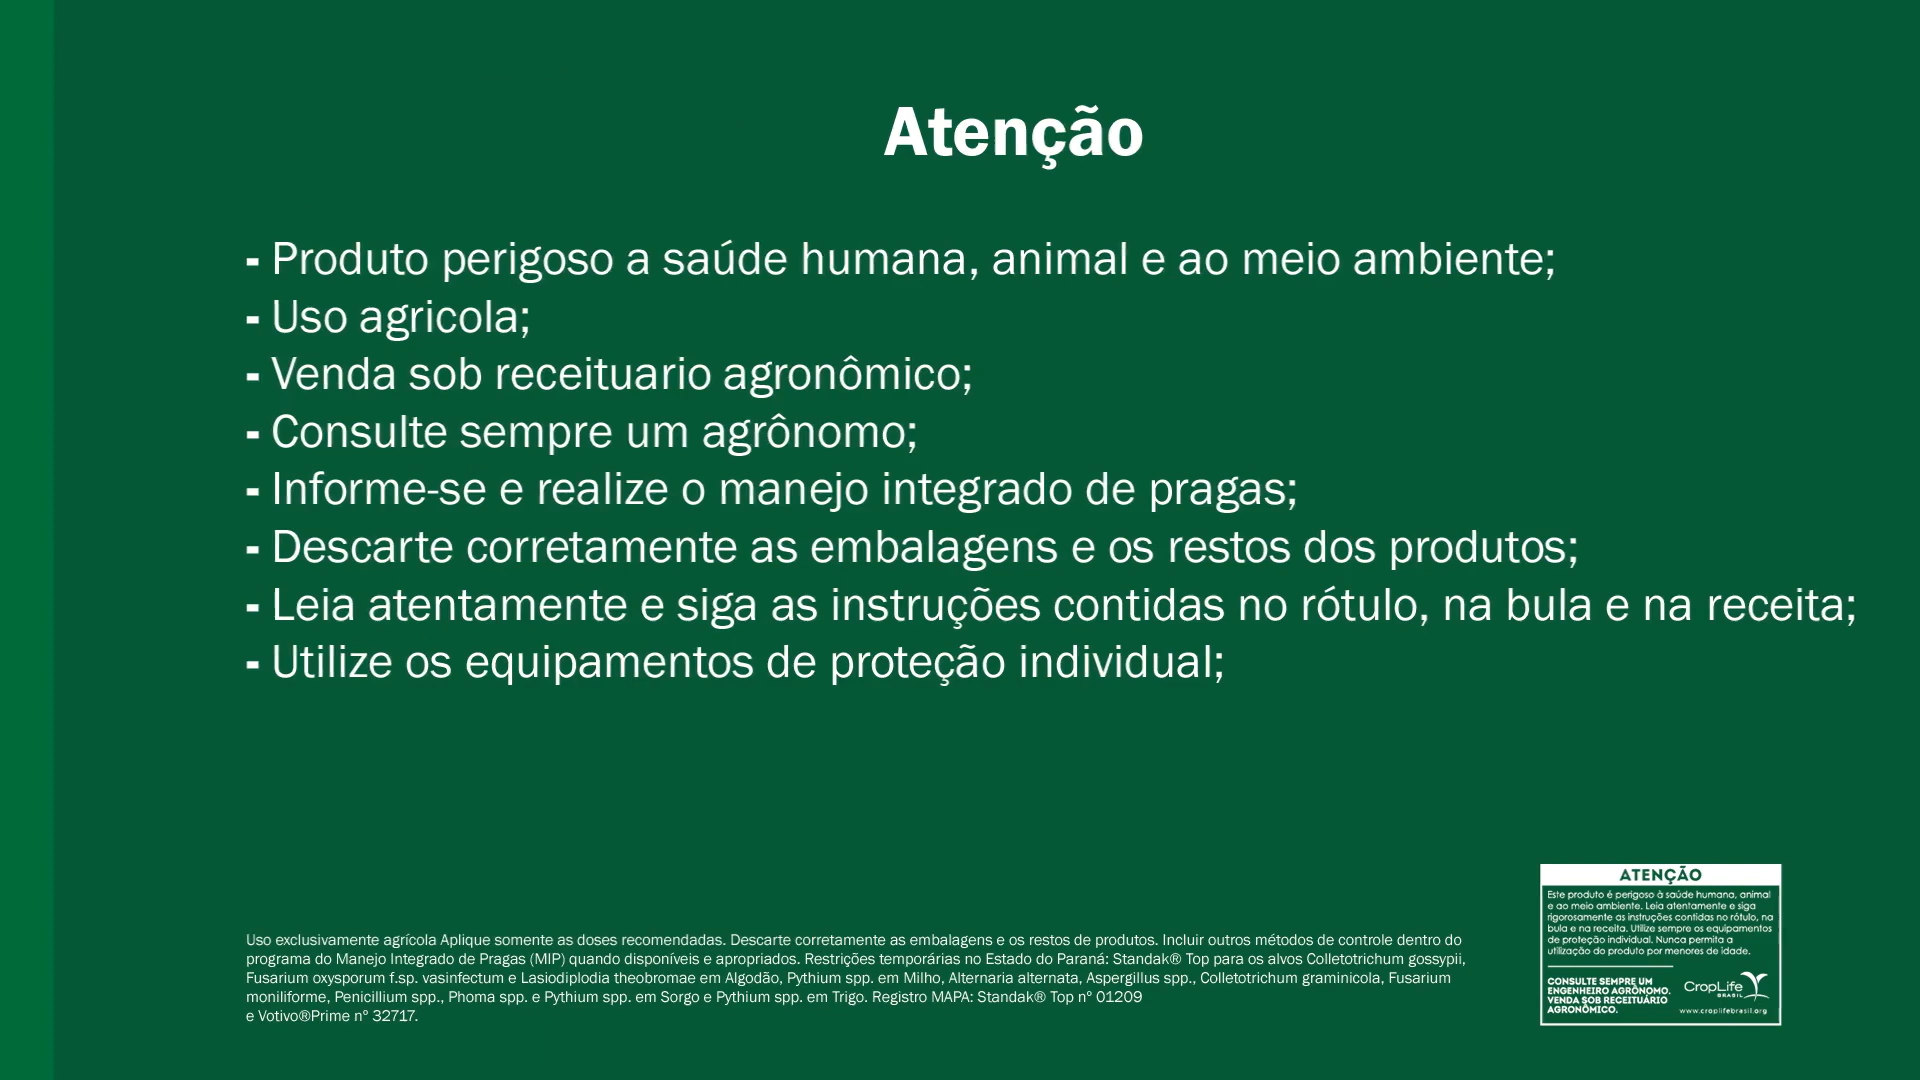 Atenção
- Produto perigoso a saúde humana, animal e ao meio ambiente;
- Uso agricola;
- Venda sob receituario agronômico;
- Consulte sempre um agrônomo;
- Informe-se e realize o manejo integrado de pragas;
- Descarte corretamente as embalagens e os restos dos produtos;
- Leia atentamente e siga as instruções contidas no rótulo, na bula e na receita;
- Utilize os equipamentos de proteção individual;
Uso exclusivamente agrícola Aplique somente as doses recomendadas. Descarte corretamente as embalagens e os restos de produtos. Incluir outros métodos de controle dentro do
programa do Manejo Integrado de Pragas (MIP) quando disponíveis e apropriados. Restrições temporárias no Estado do Paraná: Standak® Top para os alvos Colletotrichum gossypii,
Fusarium oxysporum f.sp. vasinfectum e Lasiodiplodia theobromae em Algodão, Pythium spp. em Milho, Alternaria alternata, Aspergillus spp., Colletotrichum graminicola, Fusarium
moniliforme, Penicillium spp., Phoma spp. e Pythium spp. em Sorgo e Pythium spp. em Trigo. Registro MAPA: Standak® Top nº 01209
e Votivo®Prime nº 32717.
ATENÇÃO
Este produto é perigoso à saúde humana, animal
e ao meio ambiente. Leia atentamente e siga
rigorosamente as instruções contidas no rótulo, na
bula e na receita. Utilize sempre os equipamentos
de proteção individual. Nunca permita a
utilização do produto por menores de idade.
CONSULTE SEMPRE UM
ENGENHEIRO AGRÔNOMO.
VENDA SOB RECEITUÁRIO
AGRONÔMICO.
CropLife
BRASIL
www.croplifebrasil.org